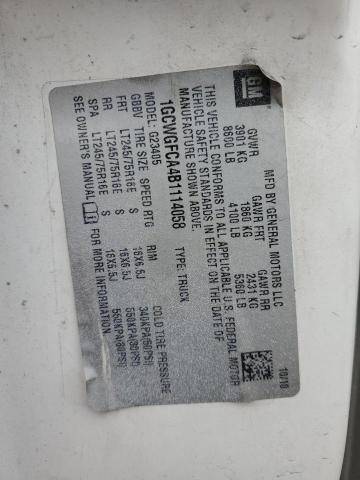 GM
MFD BY GENERAL MOTORS LLC
10/10
GVWR GAWR FRT GAWR RR
3901 KG 1860 KG 2431 KG
8600 LB 4100 LB 5360 LB
THIS VEHICLE CONFORMS TO ALL APPLICABLE U.S. FEDERAL MOTOR
VEHICLE SAFETY STANDARDS IN EFFECT ON THE DATE OF
MANUFACTURE SHOWN ABOVE.
1GCWGFCA4B1114058 TYPE: TRUCK
MODEL: G23405
GBBV TIRE SIZE SPEED RTG RIM COLD TIRE PRESSURE
FRT LT245/75R16E S 16X6.5J 340KPA(50PSI)
RR LT245/75R16E S 16X6.5J 550KPA(80PSI)
SPA LT245/75R16E S 16X6.5J 550KPA(80PSI)
SEE OWNER'S MANUAL FOR MORE INFORMATION.